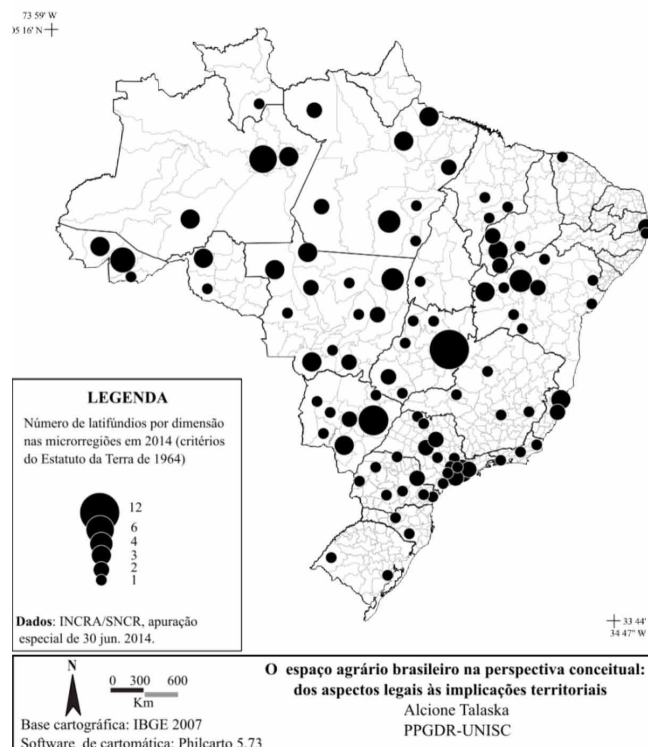 73 59' W
05 16' N
LEGENDA
Número de latifúndios por dimensão
nas microrregiões em 2014 (critérios
do Estatuto da Terra de 1964)
12
6
4
3
2
1
Dados: INCRA/SNCR, apuração
especial de 30 jun. 2014.
33 44'
34 47" W
N
0 300 600
Km
Base cartográfica: IBGE 2007
Software de cartomática: Philcarto 5.73
O espaço agrário brasileiro na perspectiva conceitual:
dos aspectos legais às implicações territoriais
Alcione Talaska
PPGDR-UNISC